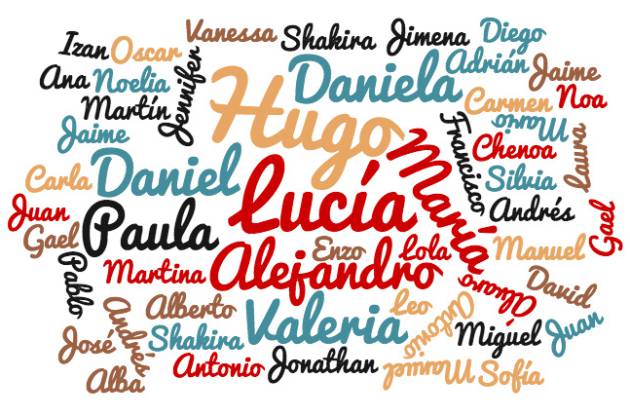 Vanessa
Shakira
Jimena
Diego
Izan
Oscar
Jennifer
Daniela
Adrián
Jaime
Ana
Noelia
Hugo
Carmen
Noa
Martín
Mario
Jaime
Francisco
Chenoa
Laura
Carla
Daniel
Lucía
María
Silvia
Juan
Paula
Andrés
Gael
Gael
Enzo
Lola
Manuel
Pablo
Martina
Alejandro
Álvaro
David
Alberto
Valeria
Leo
Antonio
Andrés
José
Shakira
Miguel
Juan
Alba
Antonio
Jonathan
Manuel
Sofía